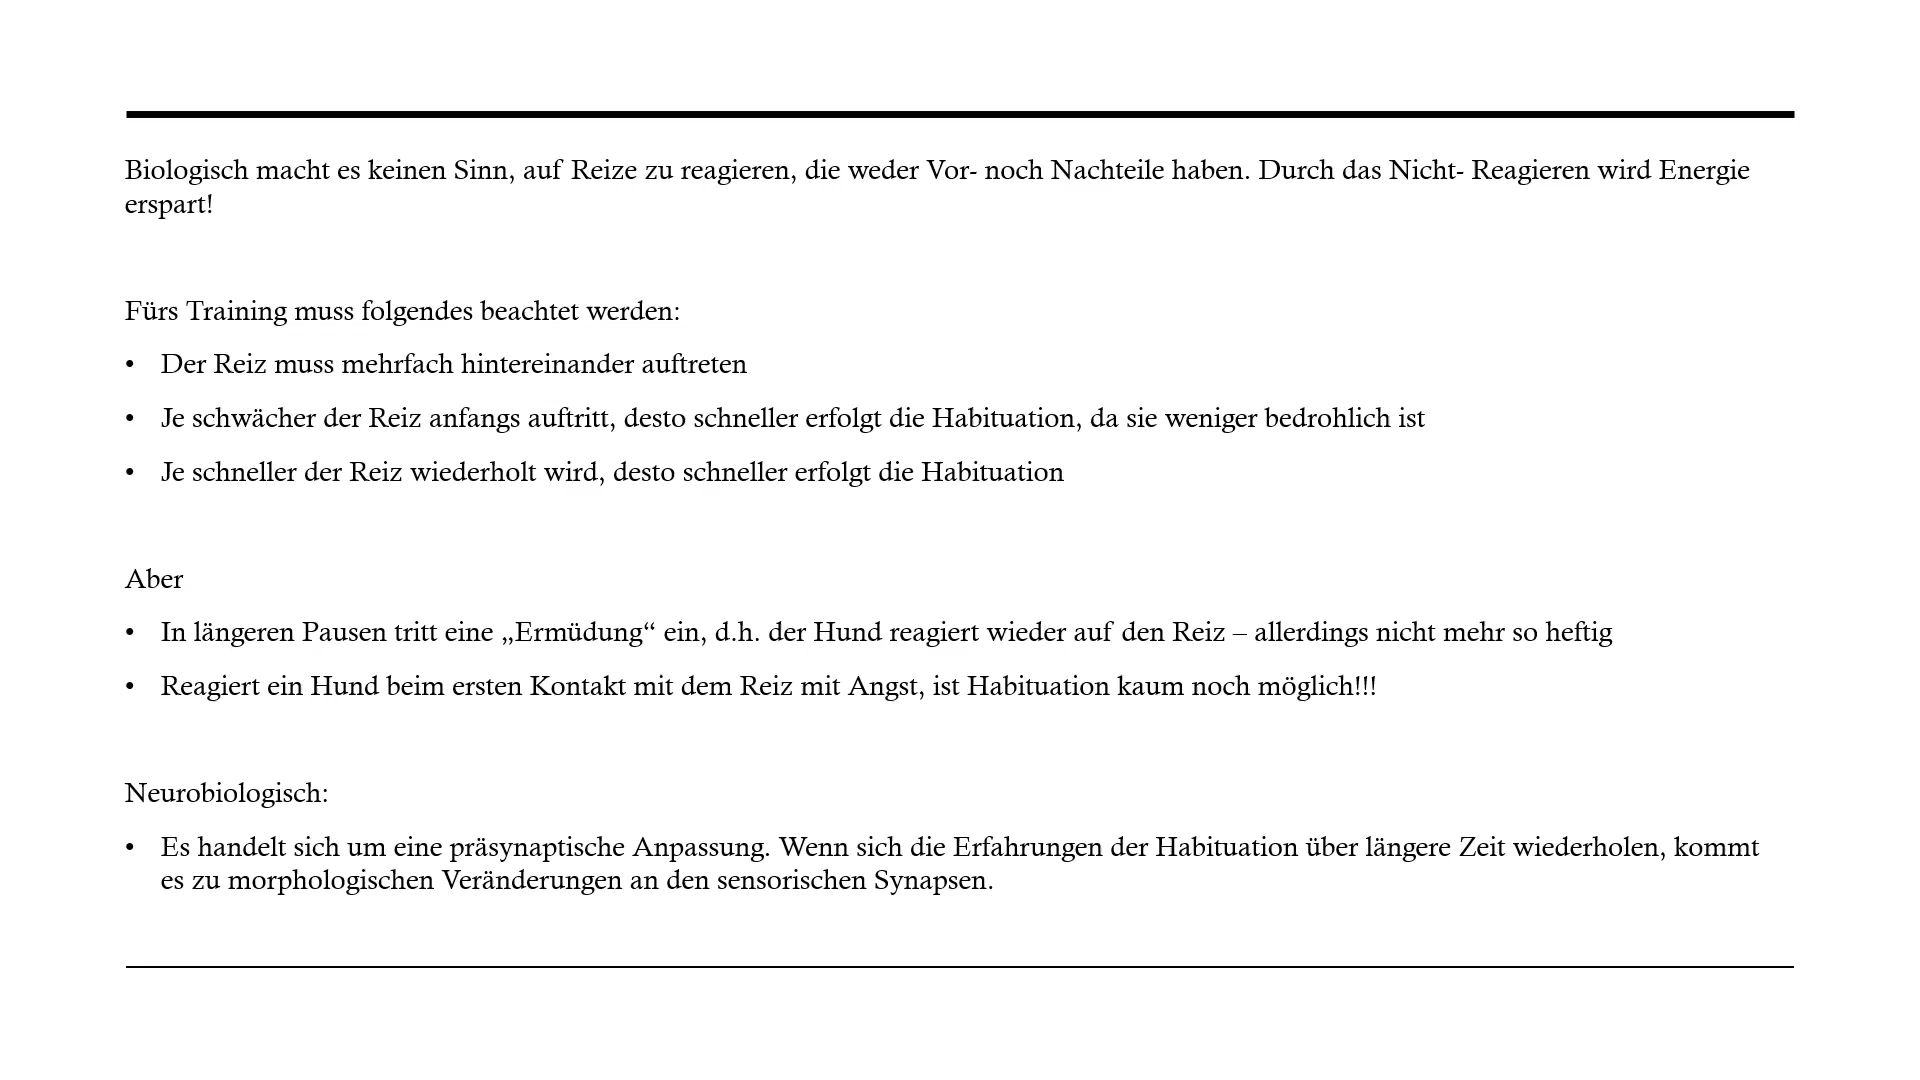 Biologisch macht es keinen Sinn, auf Reize zu reagieren, die weder Vor- noch Nachteile haben. Durch das Nicht- Reagieren wird Energie
erspart!
Fürs Training muss folgendes beachtet werden:
• Der Reiz muss mehrfach hintereinander auftreten
• Je schwächer der Reiz anfangs auftritt, desto schneller erfolgt die Habituation, da sie weniger bedrohlich ist
• Je schneller der Reiz wiederholt wird, desto schneller erfolgt die Habituation
Aber
• In längeren Pausen tritt eine „Ermüdung“ ein, d.h. der Hund reagiert wieder auf den Reiz – allerdings nicht mehr so heftig
• Reagiert ein Hund beim ersten Kontakt mit dem Reiz mit Angst, ist Habituation kaum noch möglich!!!
Neurobiologisch:
• Es handelt sich um eine präsynaptische Anpassung. Wenn sich die Erfahrungen der Habituation über längere Zeit wiederholen, kommt
es zu morphologischen Veränderungen an den sensorischen Synapsen.